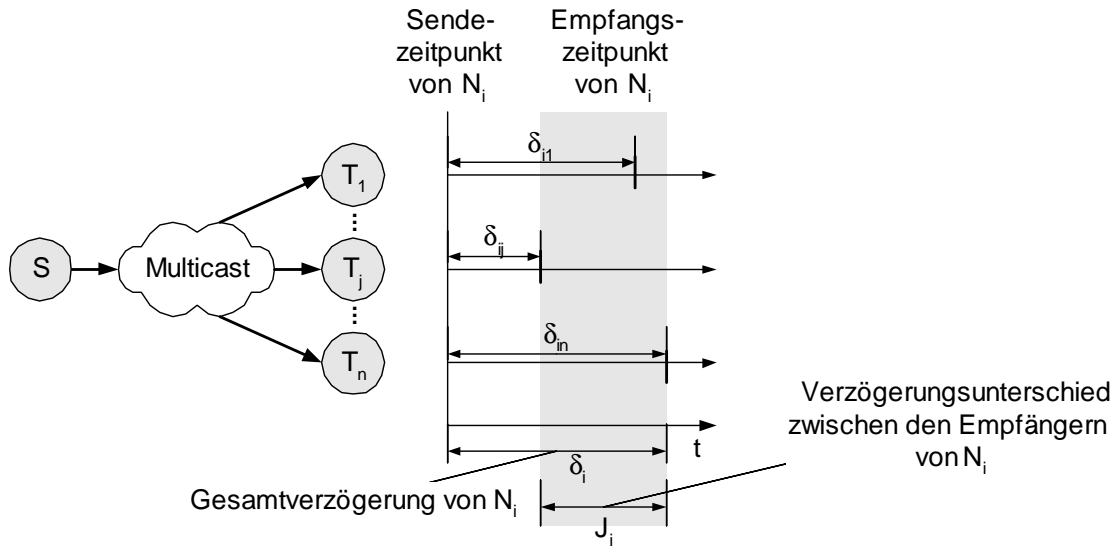 Sende-
zeitpunkt
von Nᵢ
Empfangs-
zeitpunkt
von Nᵢ
S
Multicast
T₁
Tⱼ
Tₙ
δᵢ₁
δᵢⱼ
δᵢₙ
t
δᵢ
Jᵢ
Gesamtverzögerung von Nᵢ
Verzögerungsunterschied
zwischen den Empfängern
von Nᵢ